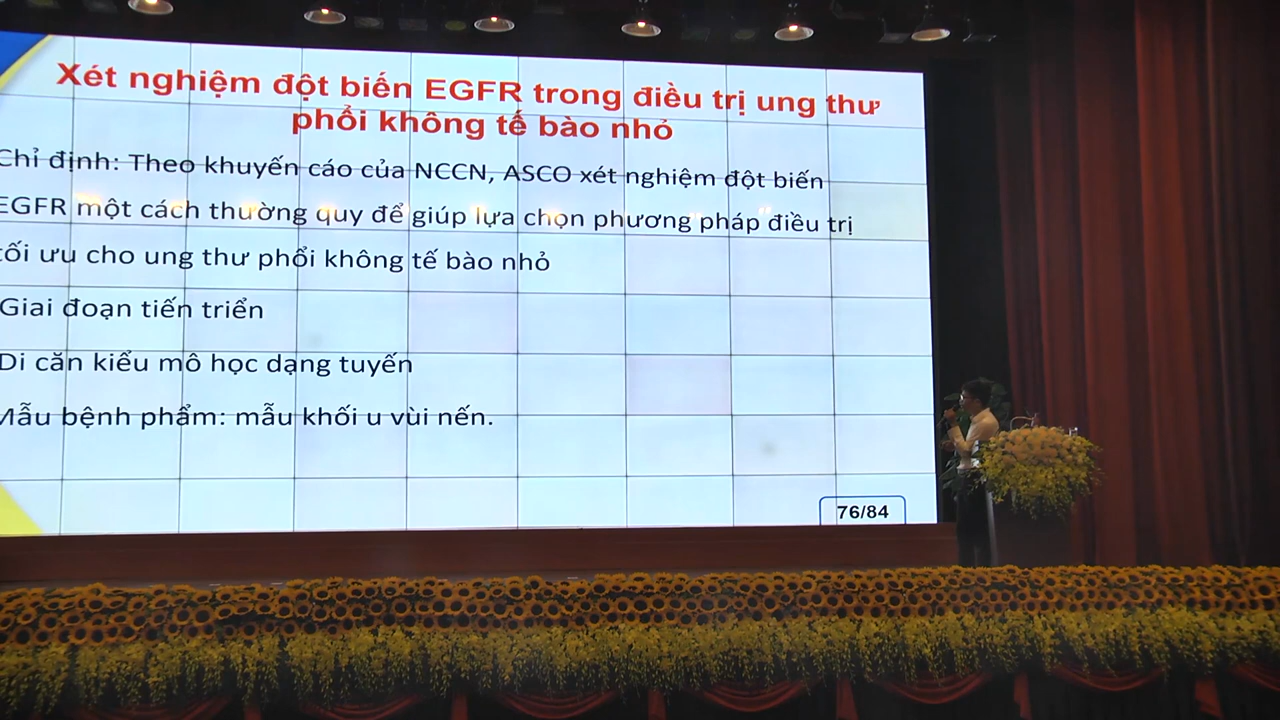 Xét nghiệm đột biến EGFR trong điều trị ung thư
phổi không tế bào nhỏ
Chỉ định: Theo khuyến cáo của NCCN, ASCO xét nghiệm đột biến
EGFR một cách thường quy để giúp lựa chọn phương pháp điều trị
tối ưu cho ung thư phổi không tế bào nhỏ
Giai đoạn tiến triển
Di căn kiểu mô học dạng tuyến
Mẫu bệnh phẩm: mẫu khối u vùi nến.
76/84